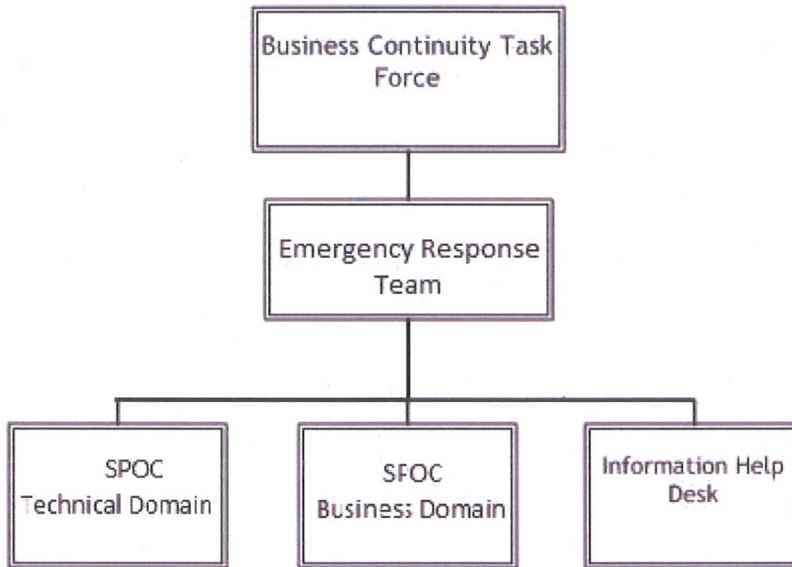 Business Continuity Task
Force
Emergency Response
Team
SPOC
Technical Domain
SFOC
Business Domain
Information Help
Desk